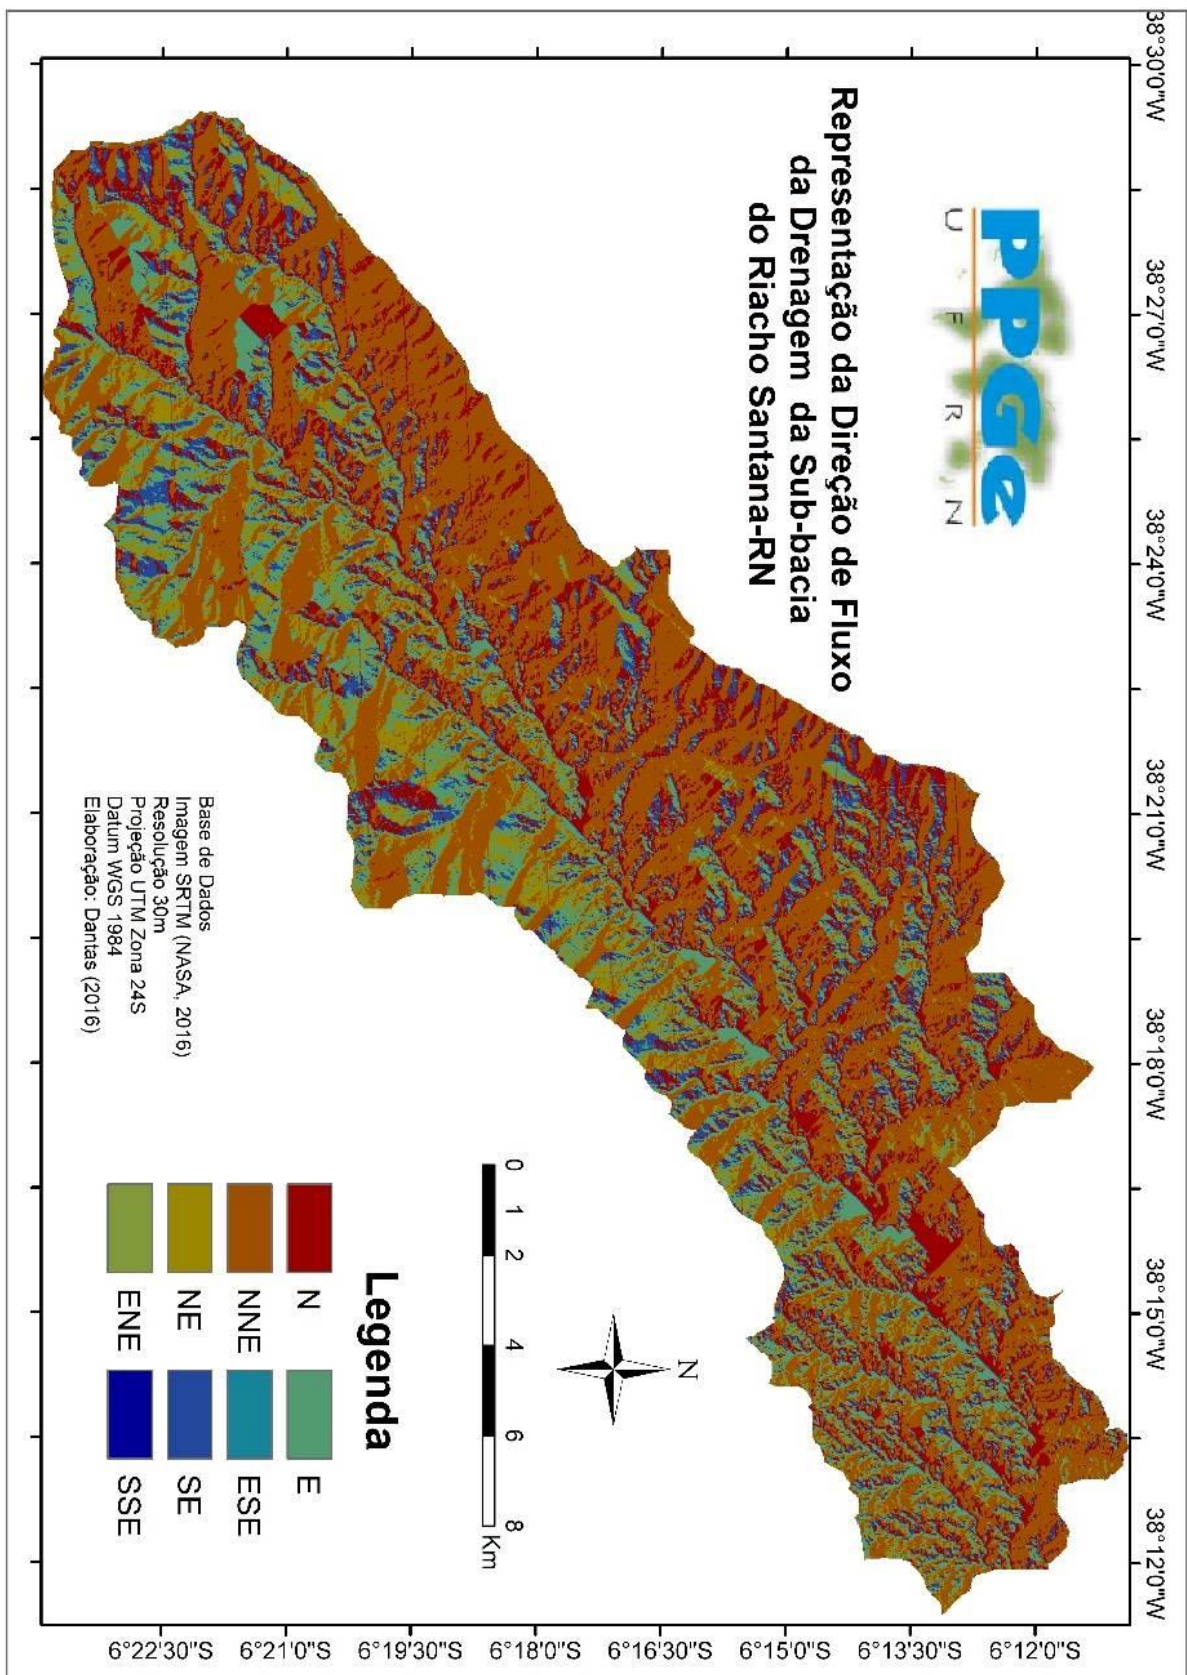 38°30'0"W
38°27'0"W
38°24'0"W
38°21'0"W
38°18'0"W
38°15'0"W
38°12'0"W
PPGe
U F R N
Representação da Direção de Fluxo
da Drenagem da Sub-bacia
do Riacho Santana-RN
6°12'0"S
6°13'30"S
6°15'0"S
6°16'30"S
6°18'0"S
6°19'30"S
6°21'0"S
6°22'30"S
N
0 1 2 4 6 8
Km
Legenda
N E
NNE ESE
NE SE
ENE SSE
Base de Dados
Imagem SRTM (NASA, 2016)
Resolução 30m
Projeção UTM Zona 24S
Datum WGS 1984
Elaboração: Dantas (2016)